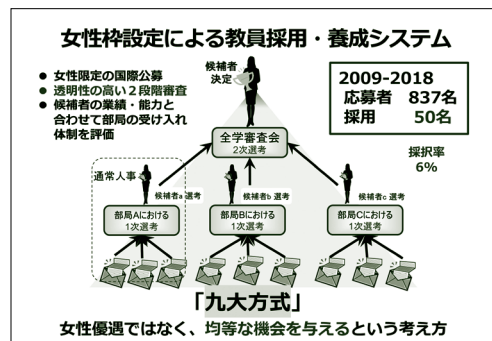 女性枠設定による教員採用・養成システム
● 女性限定の国際公募
● 透明性の高い２段階審査
● 候補者の業績・能力と
合わせて部局の受け入れ
体制を評価
候補者
決定
2009-2018
応募者 837名
採用 50名
採択率
6%
全学審査会
2次選考
通常人事
候補者a 選考
候補者b 選考
候補者c 選考
部局Aにおける
1次選考
部局Bにおける
1次選考
部局Cにおける
1次選考
「九大方式」
女性優遇ではなく、均等な機会を与えるという考え方